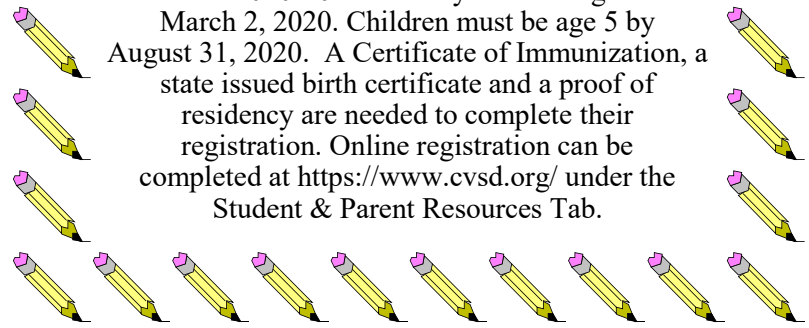 March 2, 2020. Children must be age 5 by
August 31, 2020.  A Certificate of Immunization, a
state issued birth certificate and a proof of
residency are needed to complete their
registration. Online registration can be
completed at https://www.cvsd.org/ under the
Student & Parent Resources Tab.